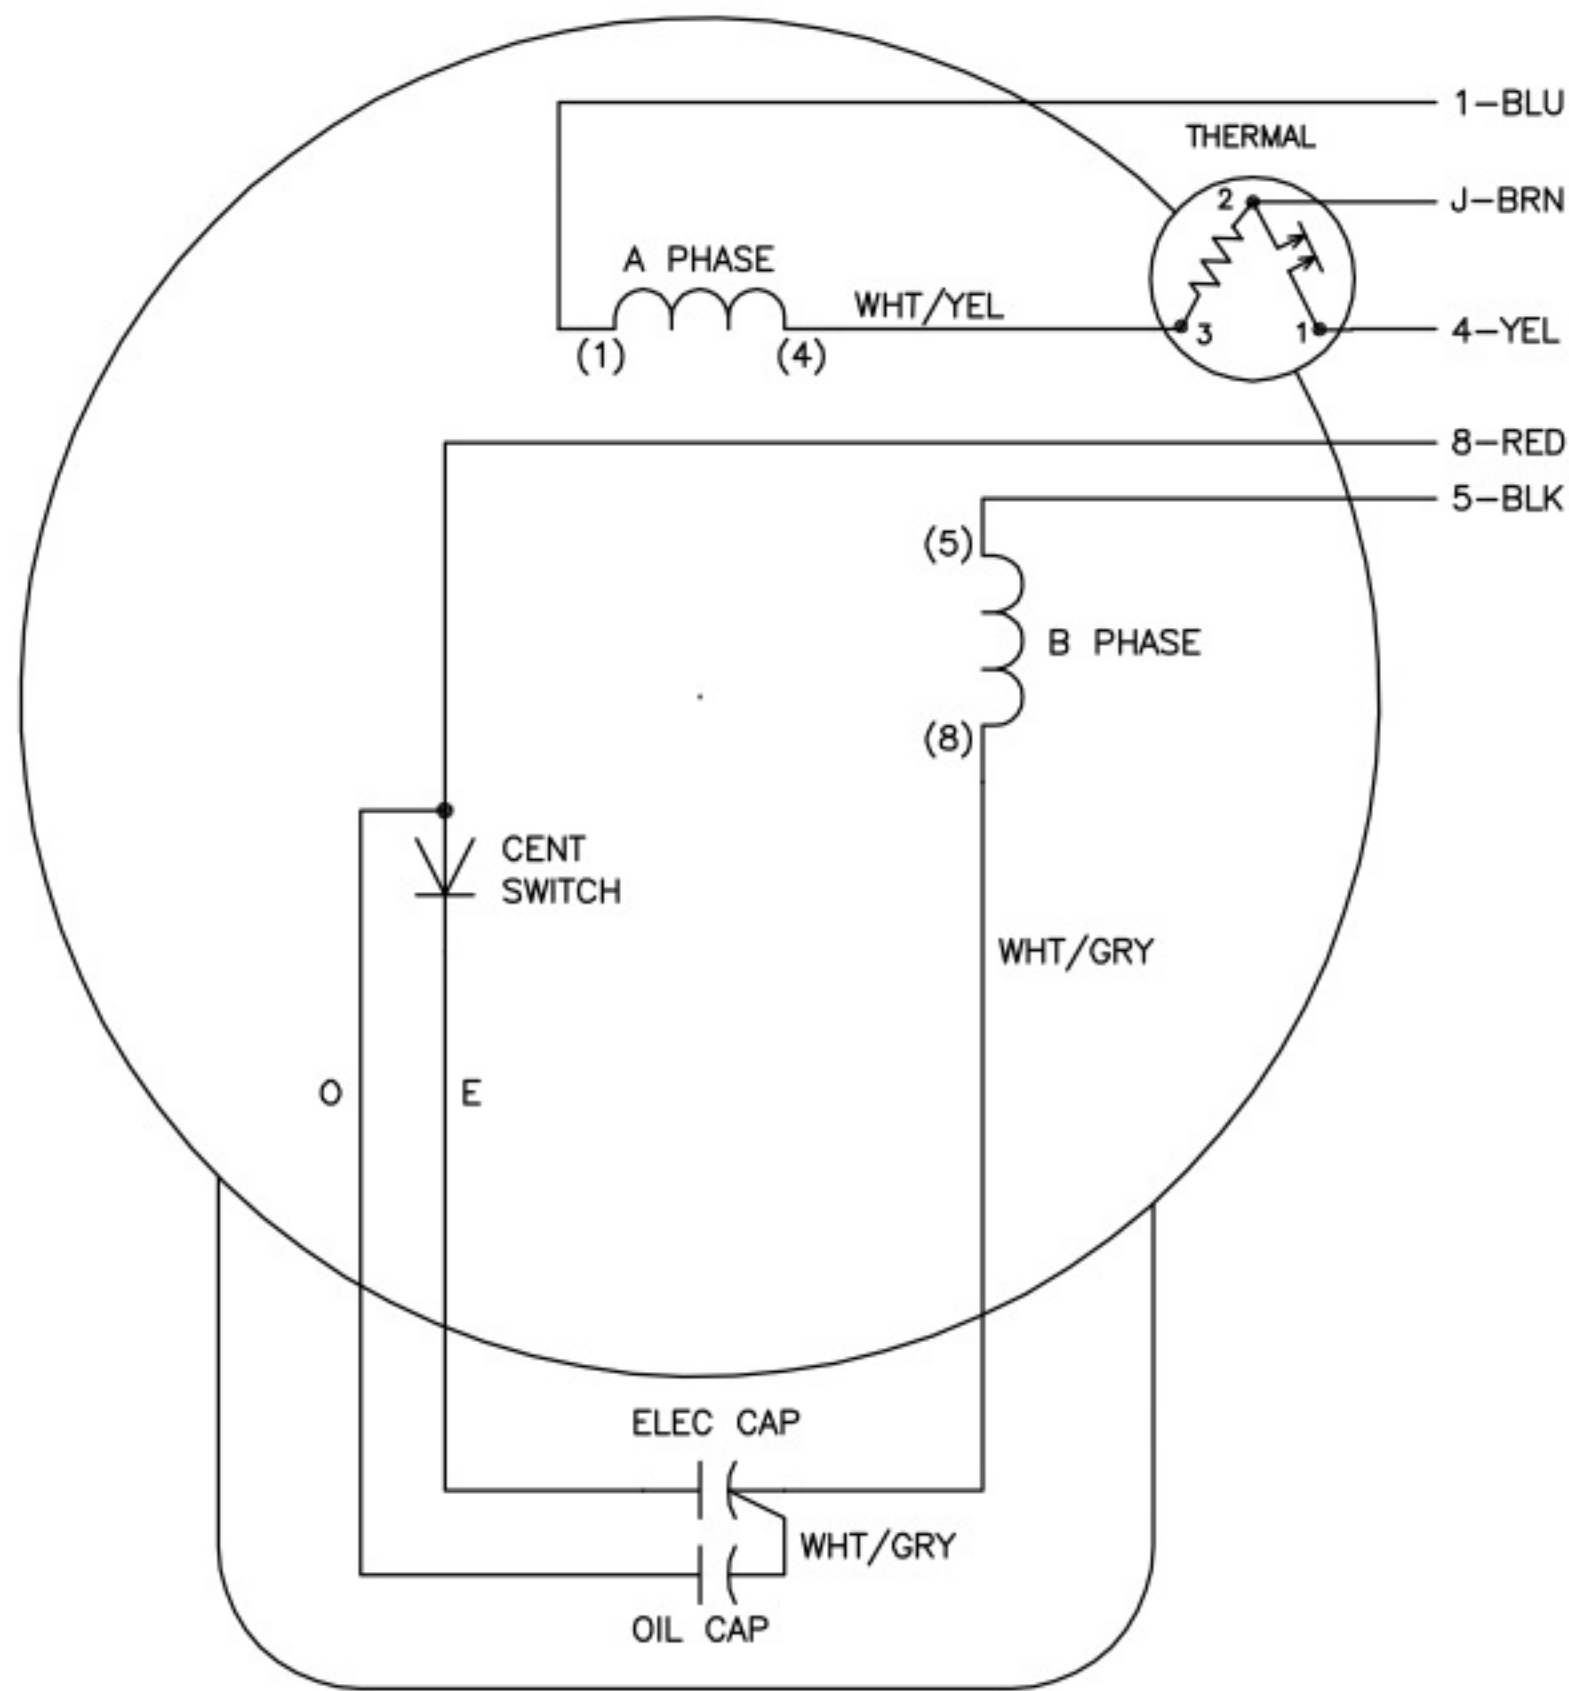 1-BLU
THERMAL
2
J-BRN
A PHASE
WHT/YEL
3
1
4-YEL
(1)
(4)
8-RED
5-BLK
(5)
B PHASE
(8)
CENT
SWITCH
WHT/GRY
O
E
ELEC CAP
WHT/GRY
OIL CAP